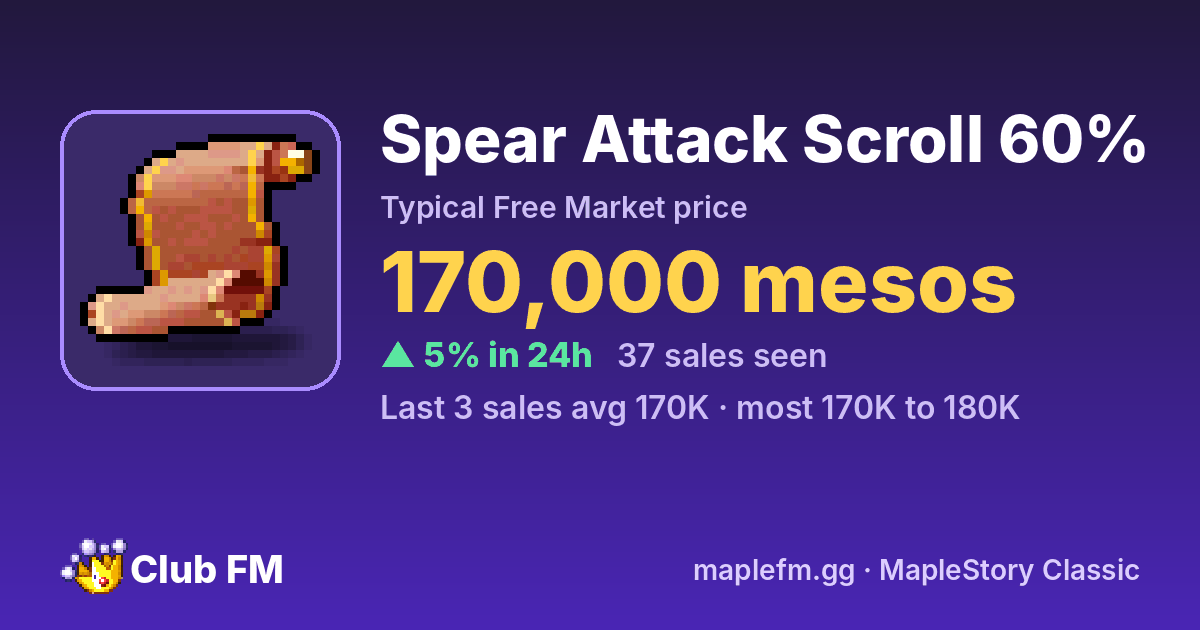 Spear Attack Scroll 60%
Typical Free Market price
170,000 mesos
▲ 5% in 24h 37 sales seen
Last 3 sales avg 170K · most 170K to 180K
Club FM
maplefm.gg · MapleStory Classic